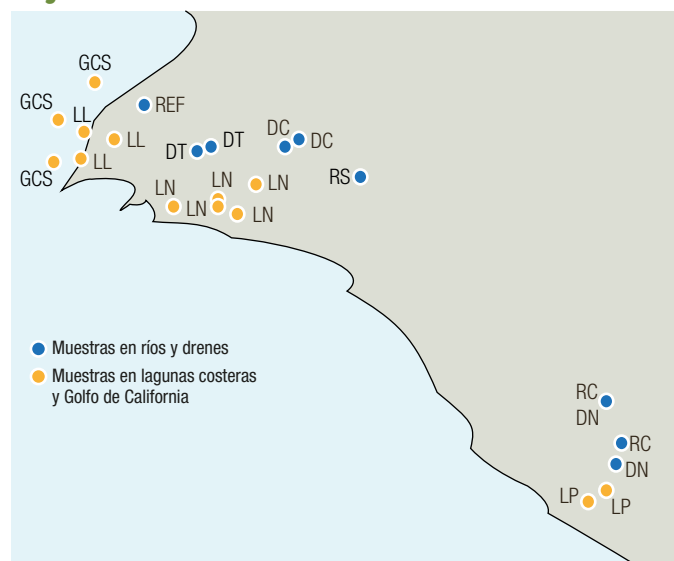 GCS
GCS
LL
REF
LL
DT
DT
DC
DC
GCS
LL
RS
LN
LN
LN
LN
LN
Muestras en ríos y drenes
Muestras en lagunas costeras
y Golfo de California
RC
DN
RC
DN
LP
LP